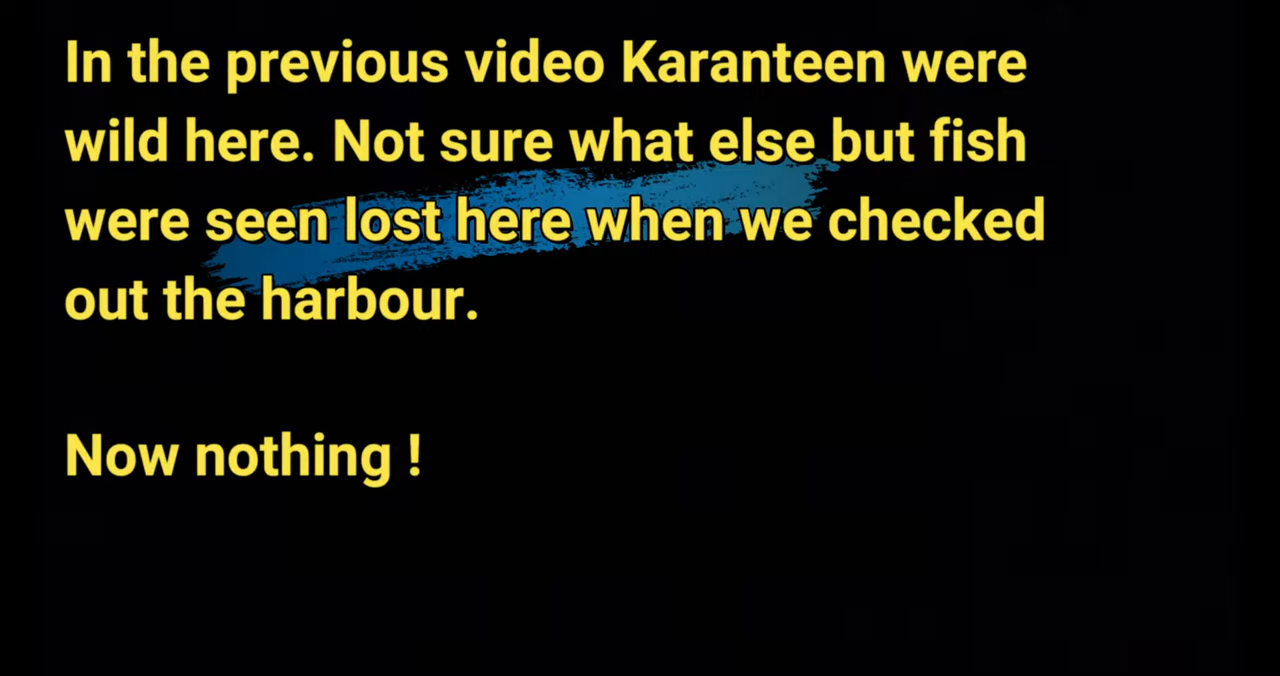 In the previous video Karanteen were
wild here. Not sure what else but fish
were seen lost here when we checked
out the harbour.
Now nothing !